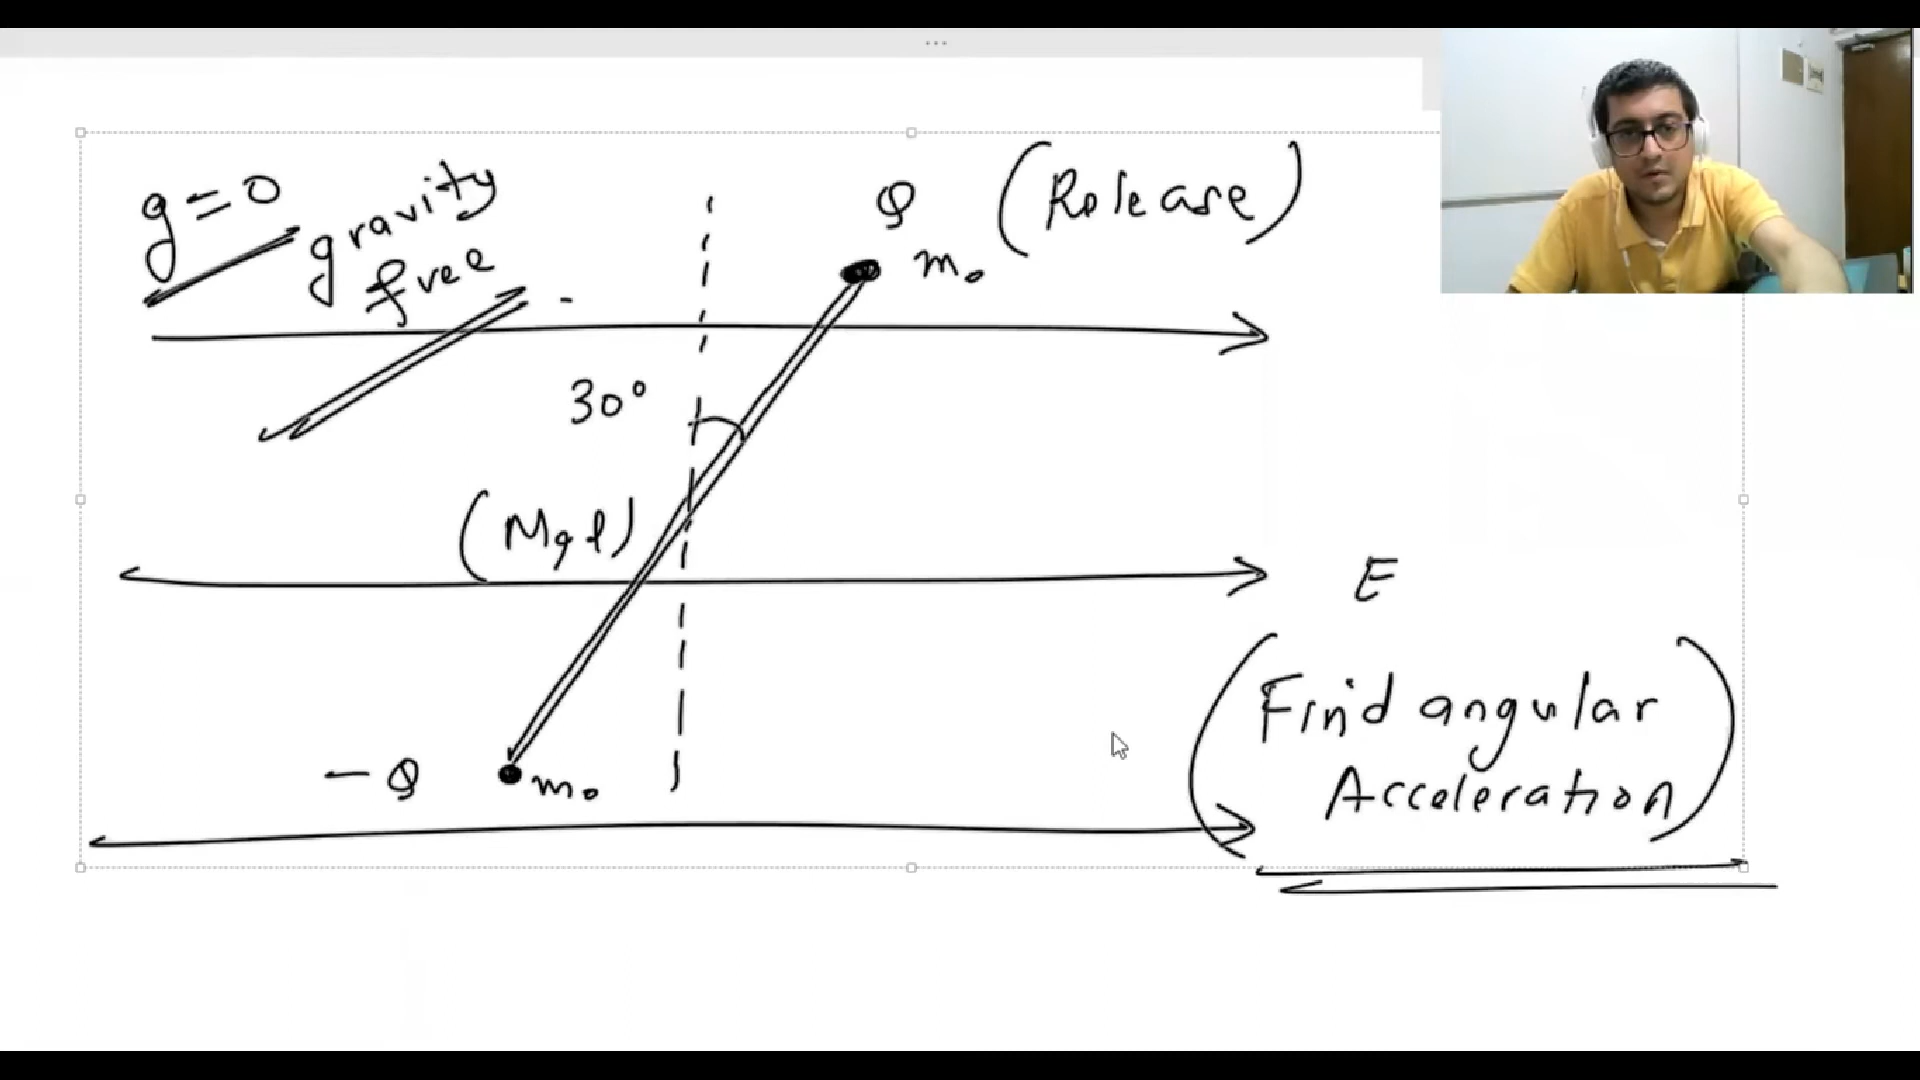 g=0
gravity
free
Q (Release)
m₀
30°
(M,l)
E
(Find angular
Acceleration)
-Q m₀